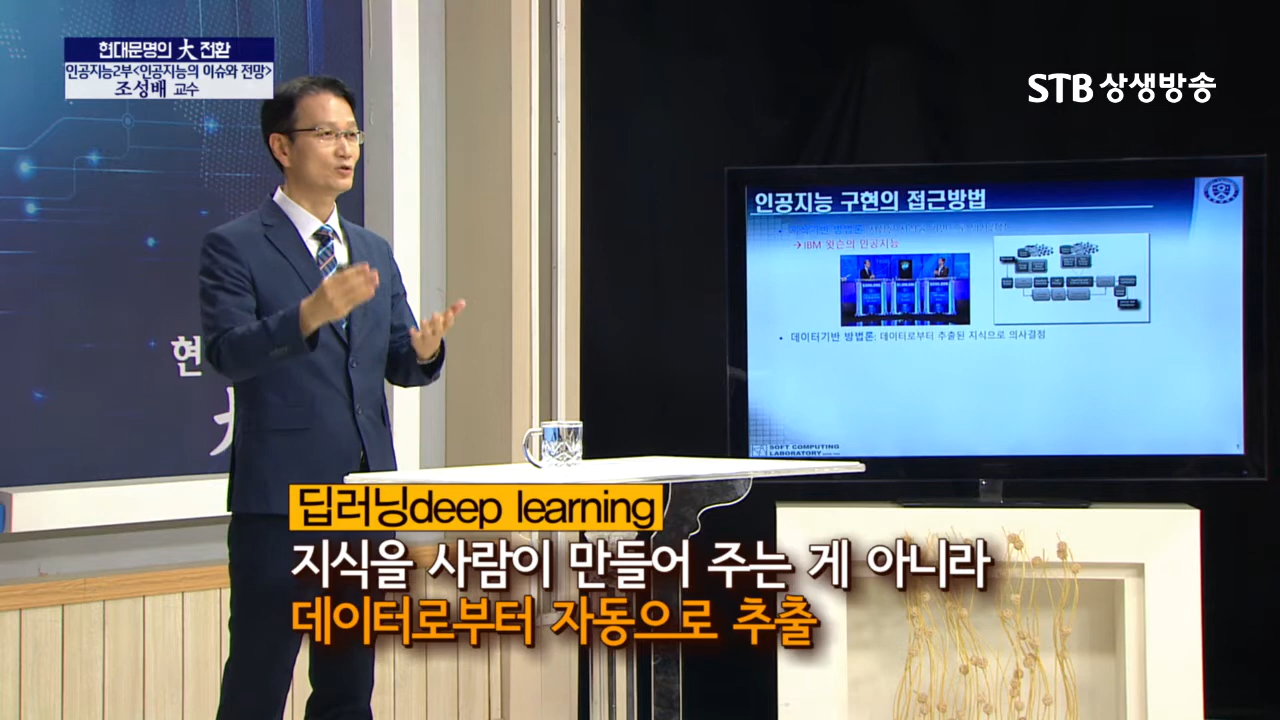 현대문명의 大 전환
인공지능2부<인공지능의 이슈와 전망>
조성배 교수
STB 상생방송
인공지능 구현의 접근방법
→IBM 왓슨의 인공지능
• 데이터기반 방법론: 데이터로부터 추출된 지식으로 의사결정
SOFT COMPUTING
LABORATORY
현
딥러닝deep learning
지식을 사람이 만들어 주는 게 아니라
데이터로부터 자동으로 추출